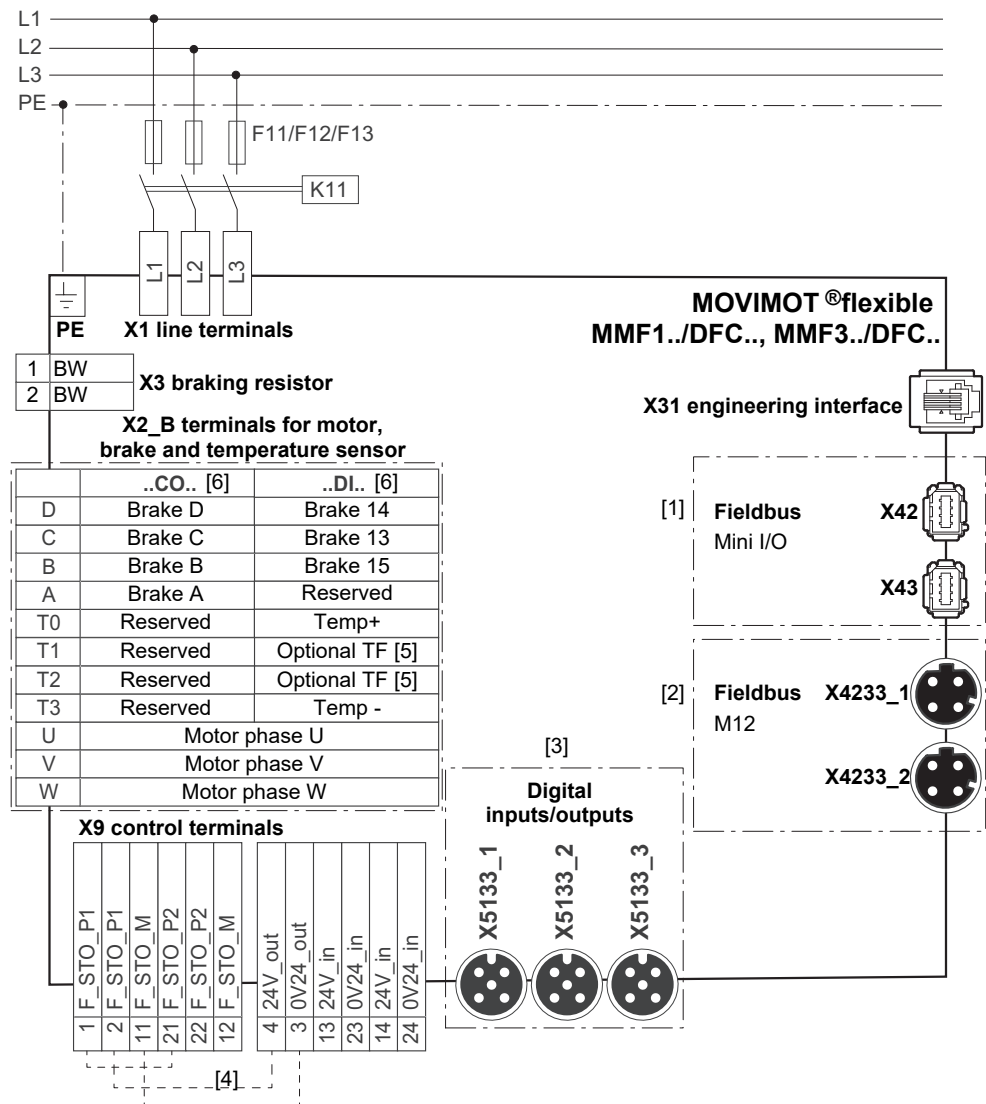 L1
L2
L3
PE
F11/F12/F13
K11
L1
L2
L3
PE
X1 line terminals
MOVIMOT ®flexible
MMF1../DFC.., MMF3../DFC..
1 BW
2 BW
X3 braking resistor
X31 engineering interface
X2_B terminals for motor,
brake and temperature sensor
..CO.. [6] ..DI.. [6]
D Brake D Brake 14
C Brake C Brake 13
B Brake B Brake 15
A Brake A Reserved
T0 Reserved Temp+
T1 Reserved Optional TF [5]
T2 Reserved Optional TF [5]
T3 Reserved Temp -
U Motor phase U
V Motor phase V
W Motor phase W
[1]
Fieldbus X42
Mini I/O
X43
[2]
Fieldbus X4233_1
M12
X4233_2
[3]
Digital
inputs/outputs
X5133_1
X5133_2
X5133_3
X9 control terminals
1 F_STO_P1
2 F_STO_P1
11 F_STO_M
21 F_STO_P2
22 F_STO_P2
12 F_STO_M
4 24V_out
3 0V24_out
13 24V_in
23 0V24_in
14 24V_in
24 0V24_in
[4]